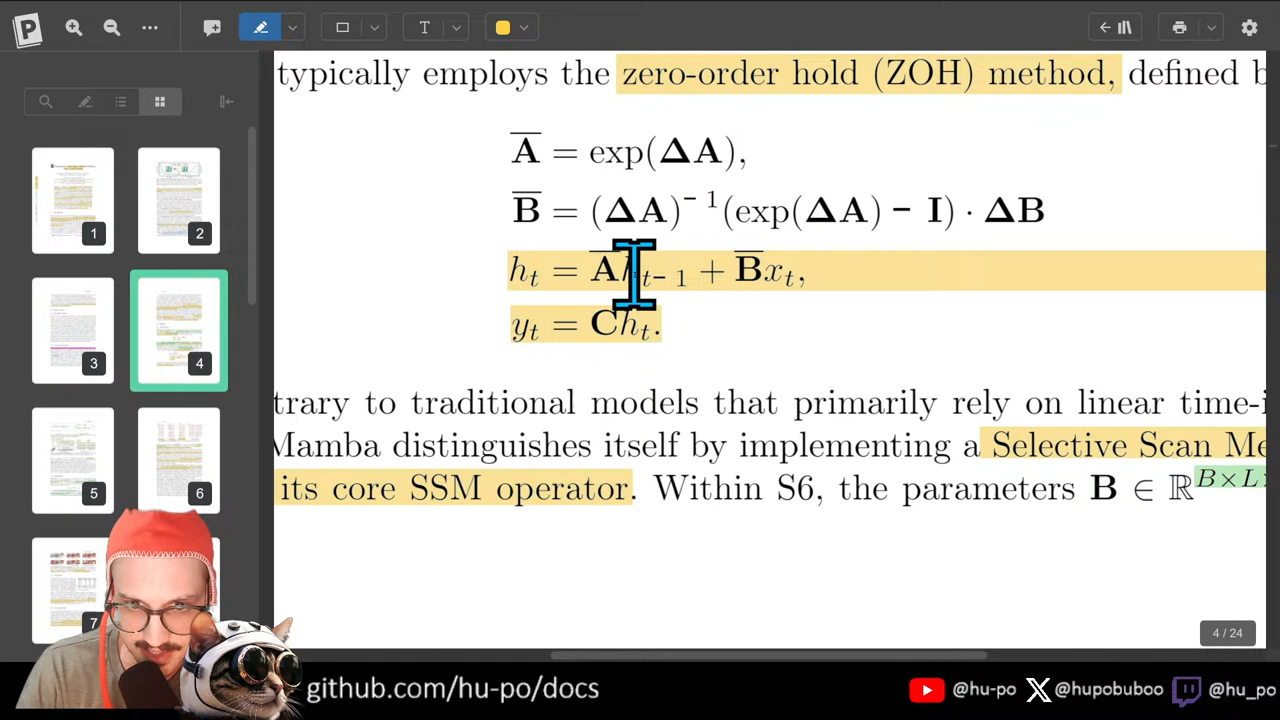 T
typically employs the zero-order hold (ZOH) method, defined b
A̅ = exp(ΔA),
B̅ = (ΔA)⁻¹(exp(ΔA) − I) · ΔB
hₜ = A̅hₜ₋₁ + B̅xₜ,
yₜ = Chₜ.
trary to traditional models that primarily rely on linear time-i
Mamba distinguishes itself by implementing a Selective Scan Me
its core SSM operator. Within S6, the parameters B ∈ ℝ^{B×L×
1
2
3
4
5
6
7
4 / 24
github.com/hu-po/docs
@hu-po
@hupobuboo
@hu_po